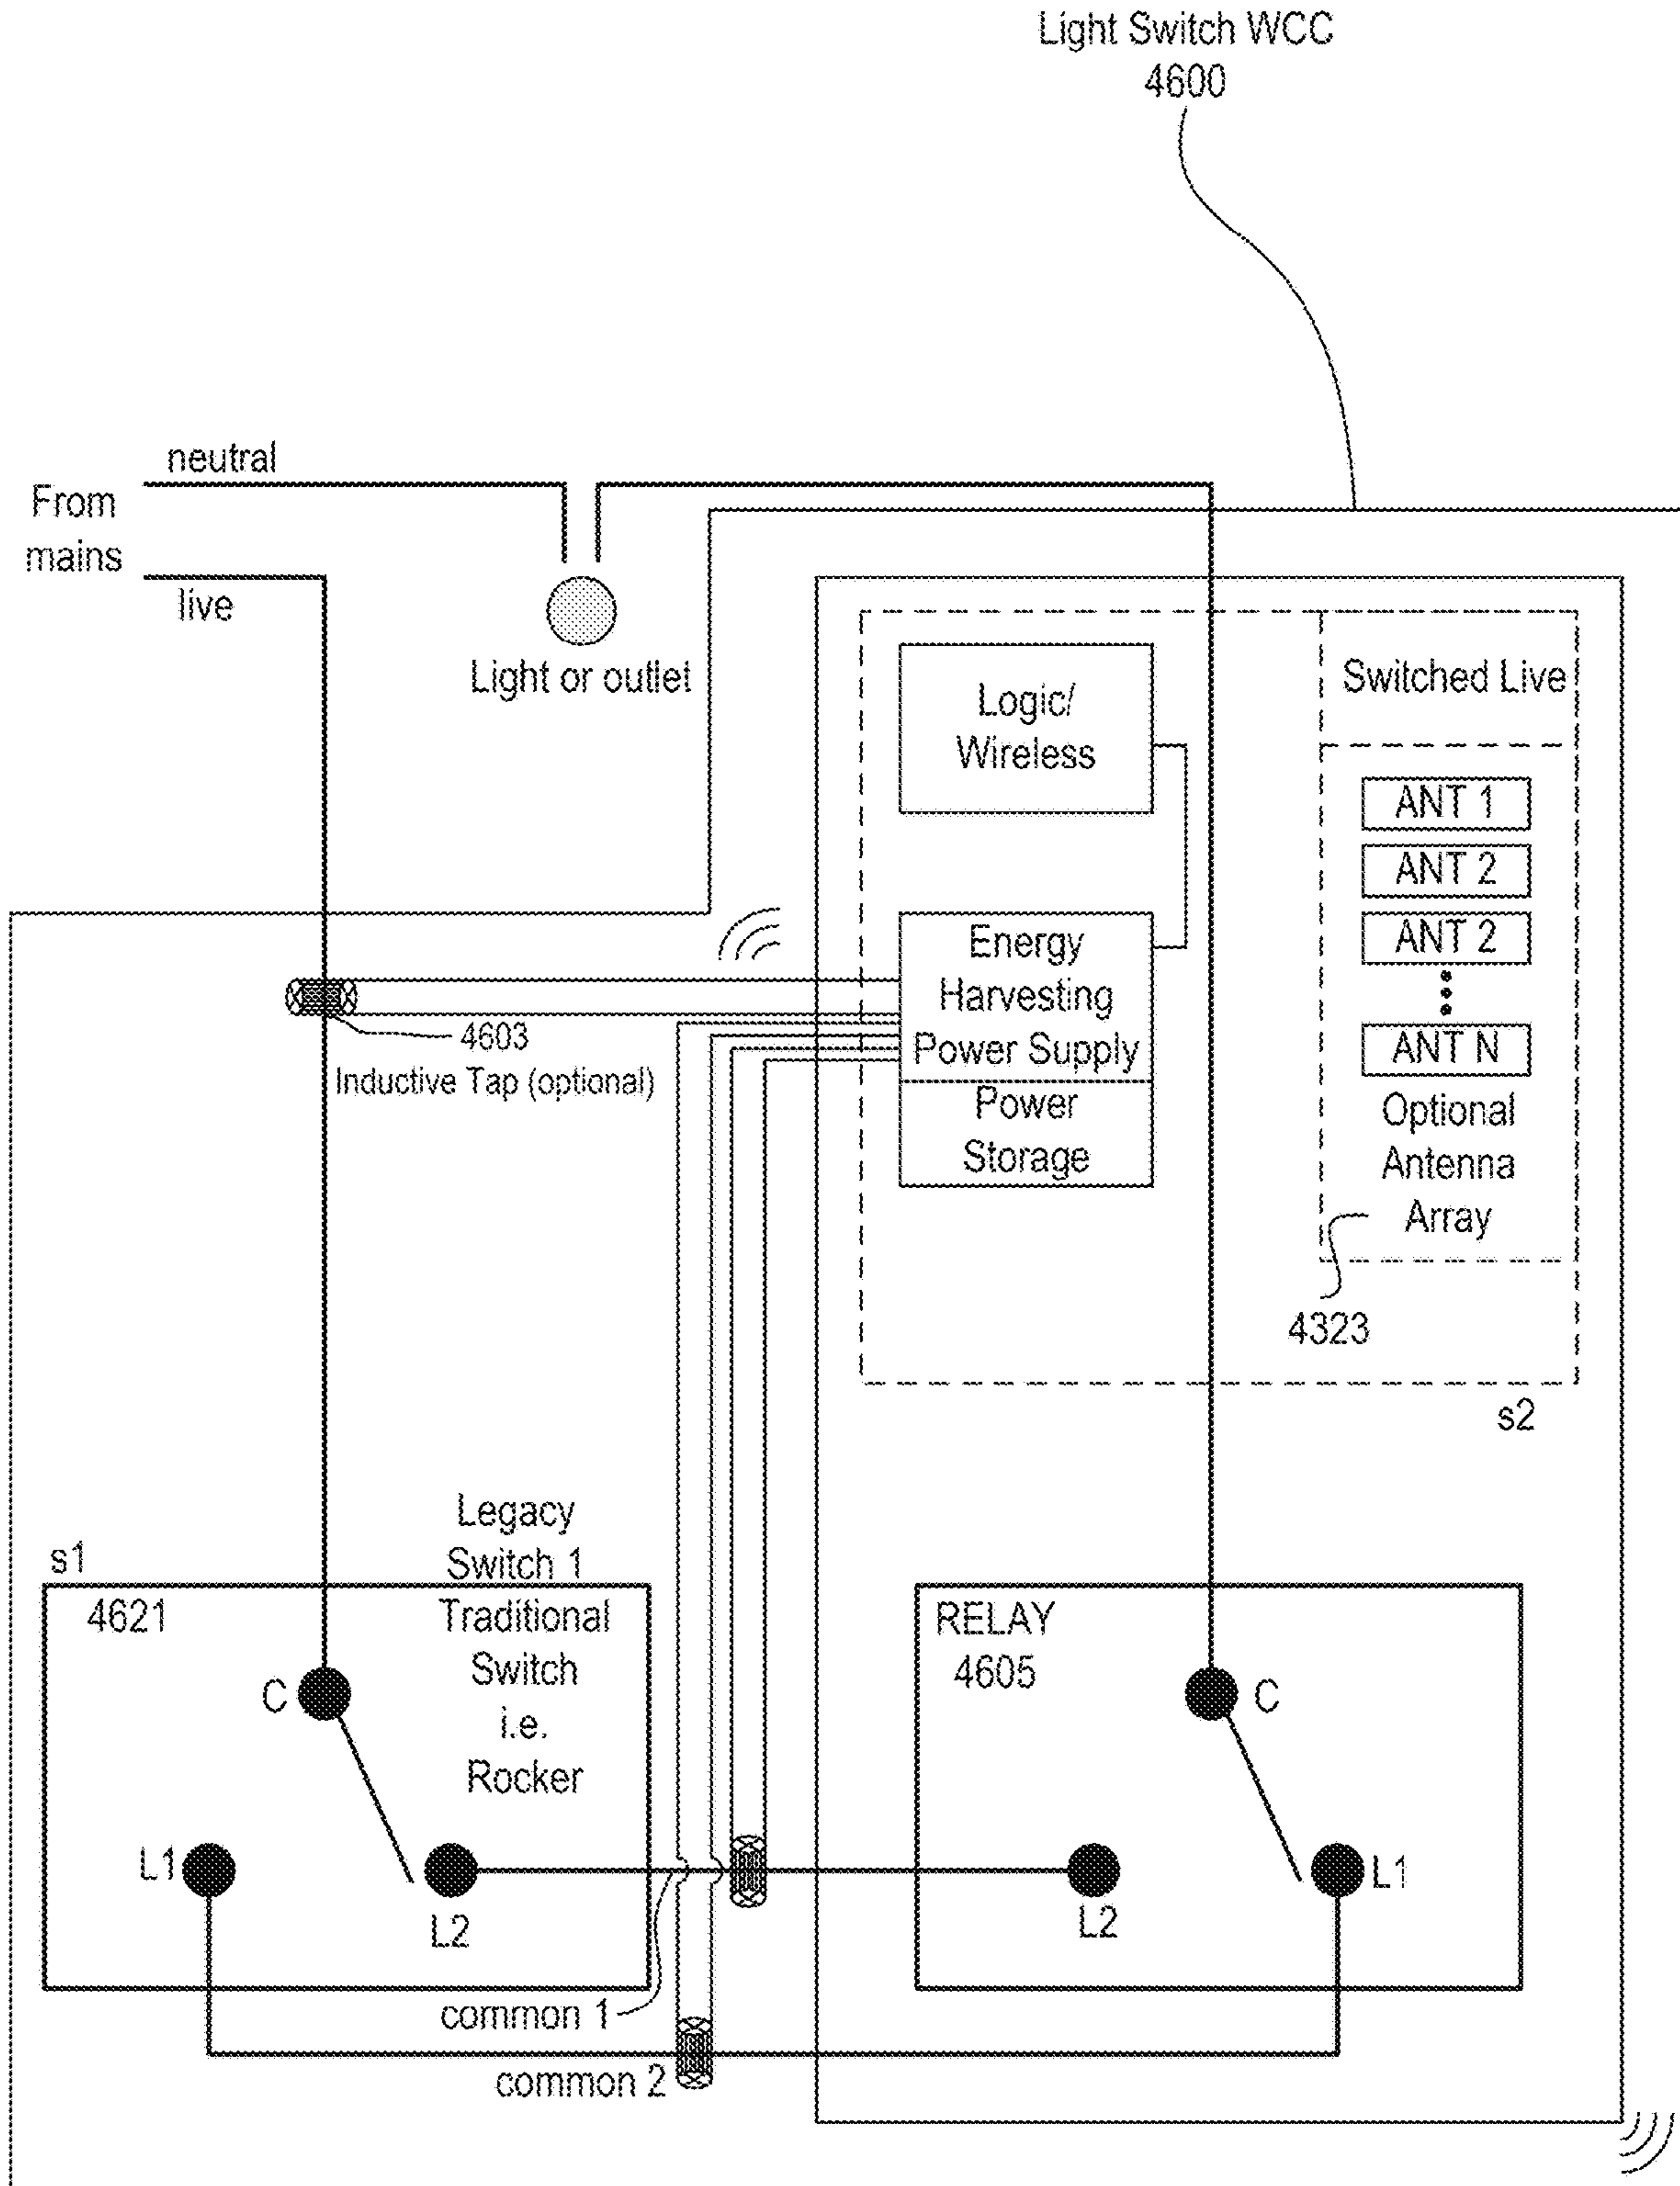 Light Switch WCC
4600
neutral
From
mains
live
Light or outlet
Logic/
Wireless
Switched Live
ANT 1
ANT 2
ANT 2
ANT N
Optional
Antenna
Array
4323
Energy
Harvesting
Power Supply
Power
Storage
4603
Inductive Tap (optional)
s2
s1
4621
Legacy
Switch 1
Traditional
Switch
i.e.
Rocker
C
L1
L2
RELAY
4605
C
L2
L1
common 1
common 2